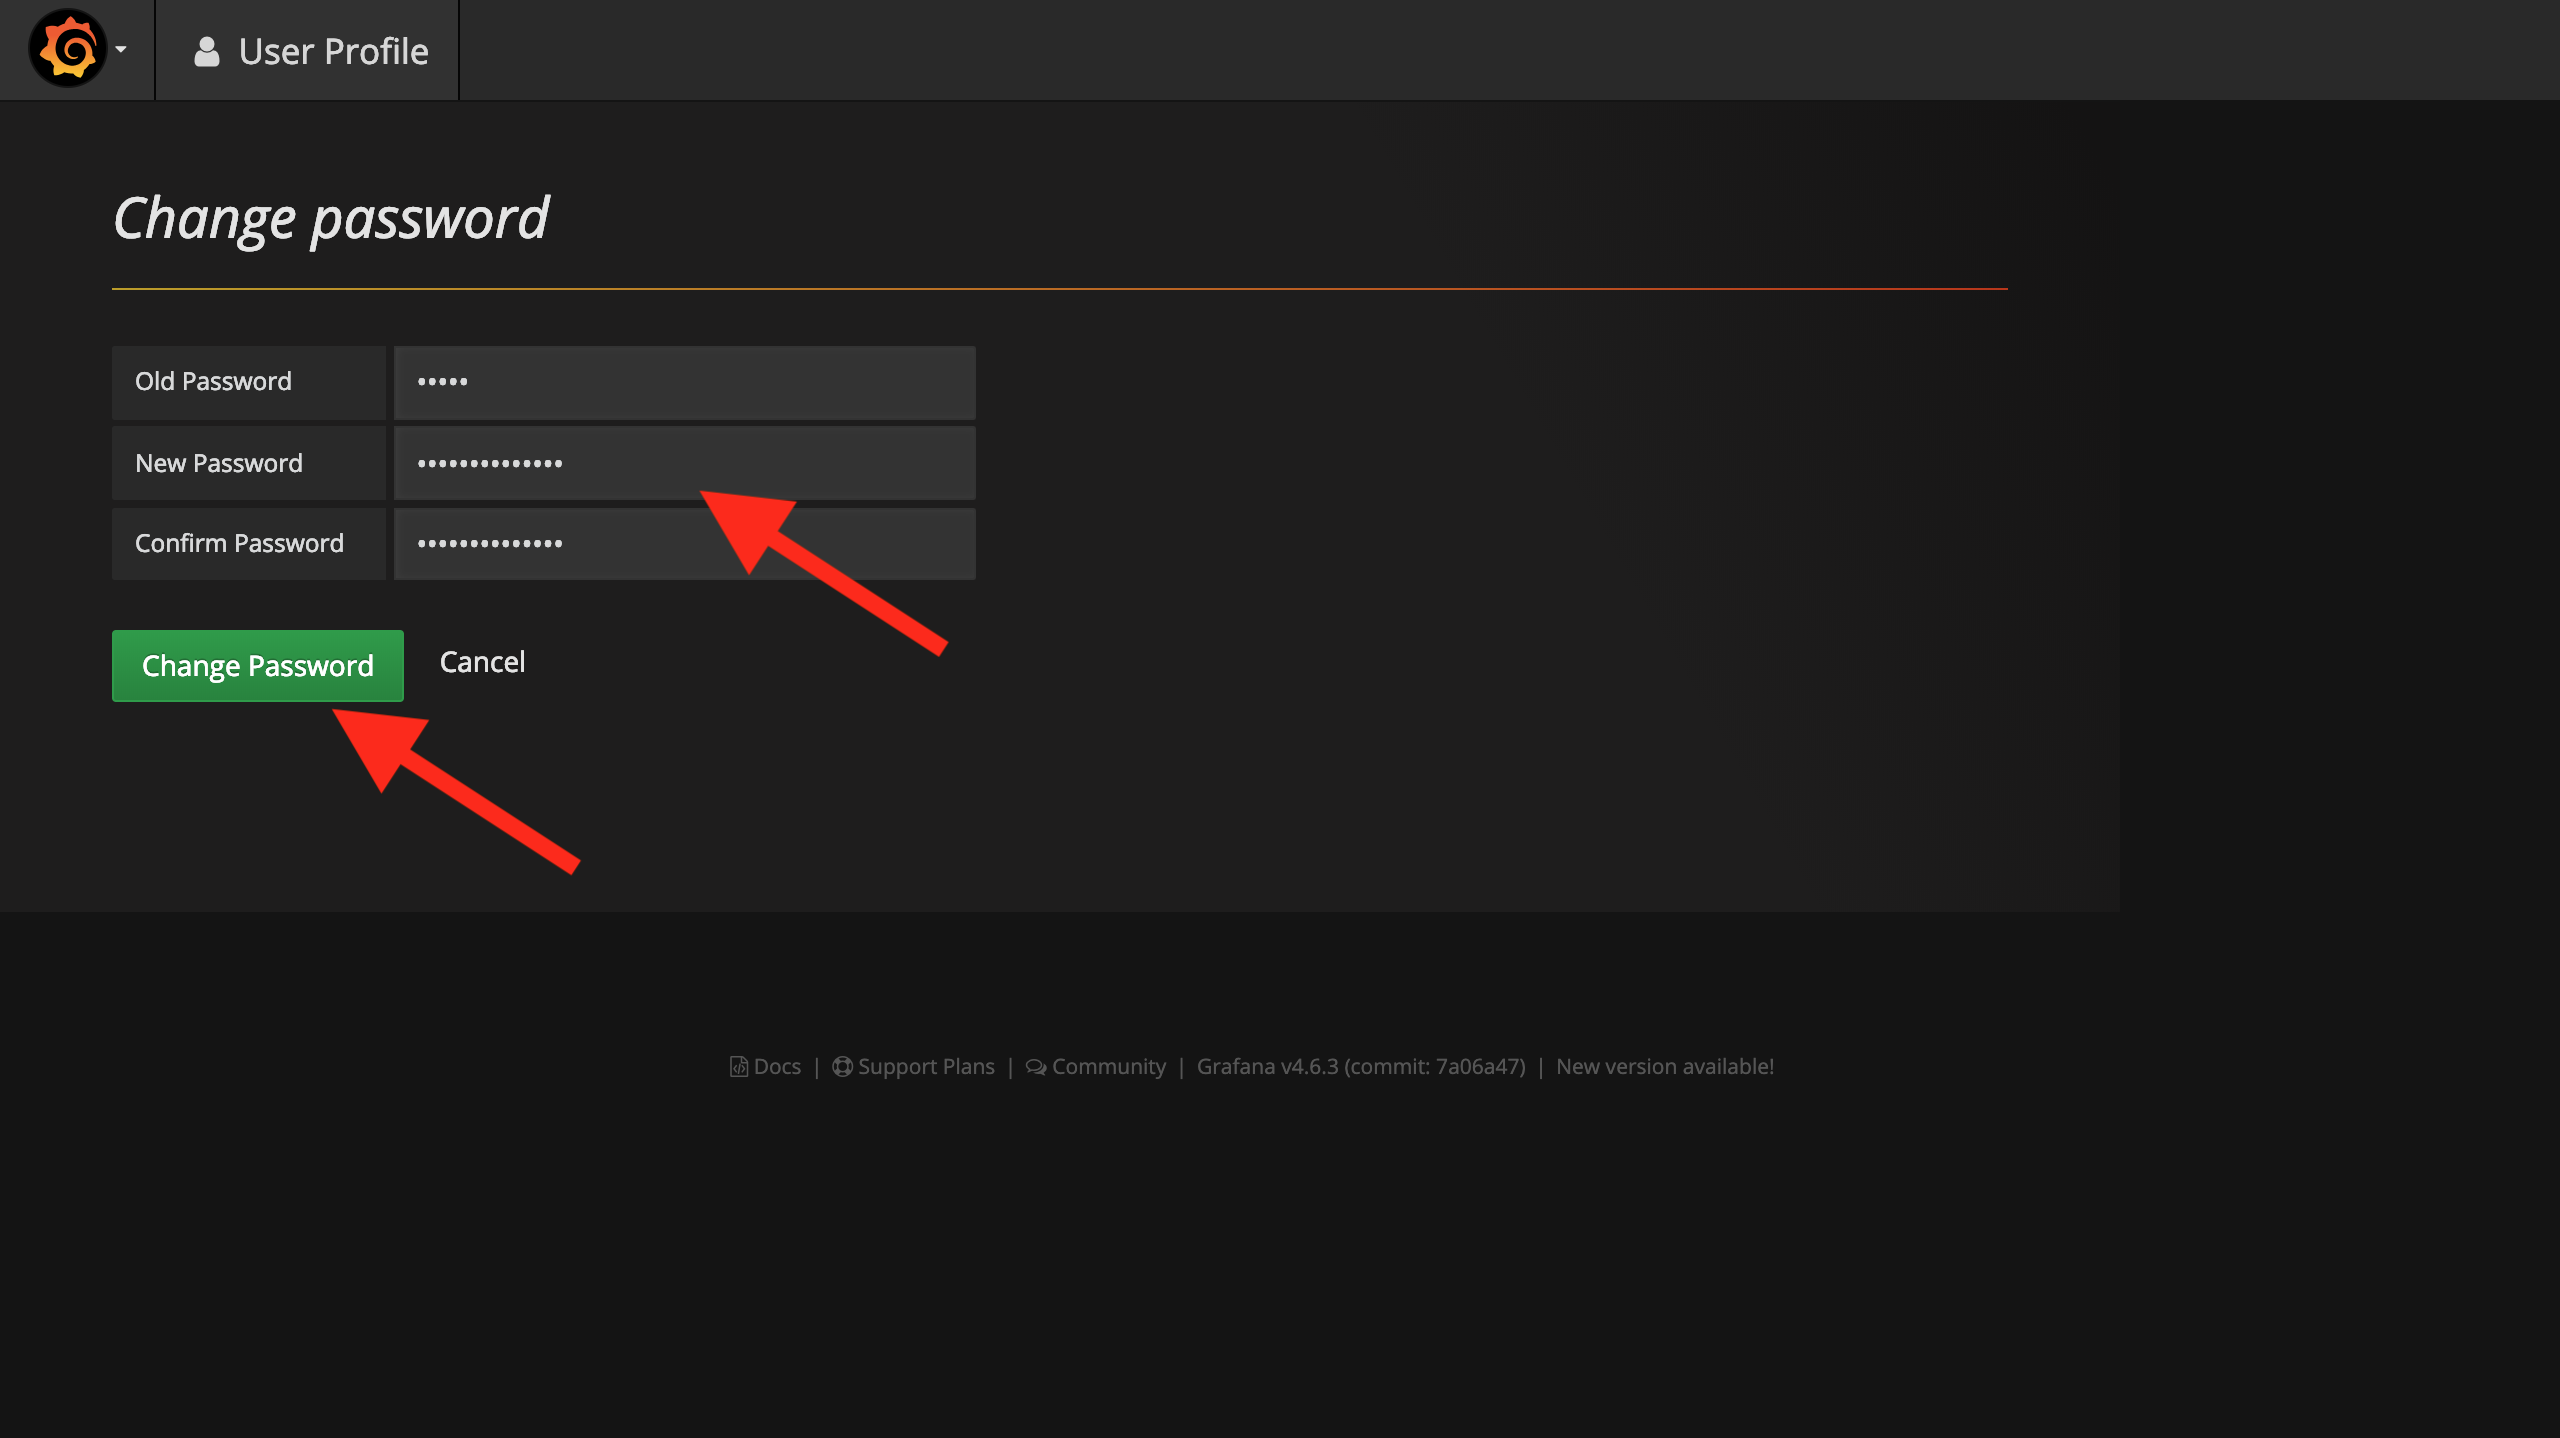 User Profile
Change password
Old Password •••••
New Password ••••••••••••••
Confirm Password ••••••••••••••
Change Password Cancel
Docs | Support Plans | Community | Grafana v4.6.3 (commit: 7a06a47) | New version available!